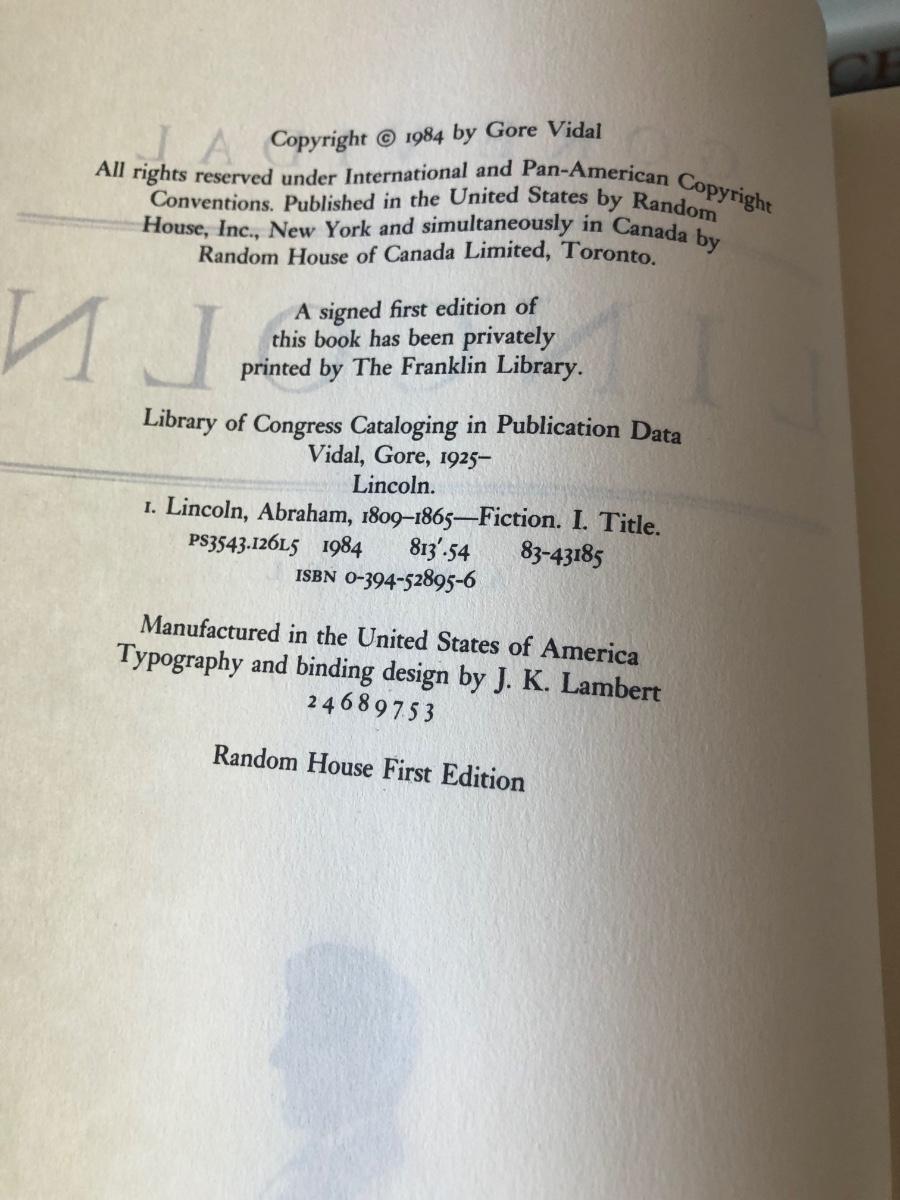 Copyright © 1984 by Gore Vidal
All rights reserved under International and Pan-American Copyright
Conventions. Published in the United States by Random
House, Inc., New York and simultaneously in Canada by
Random House of Canada Limited, Toronto.
A signed first edition of
this book has been privately
printed by The Franklin Library.
Library of Congress Cataloging in Publication Data
Vidal, Gore, 1925–
Lincoln.
1. Lincoln, Abraham, 1809–1865—Fiction. I. Title.
PS3543.126L5 1984 813'.54 83-43185
ISBN 0-394-52895-6
Manufactured in the United States of America
Typography and binding design by J. K. Lambert
2 4 6 8 9 7 5 3
Random House First Edition